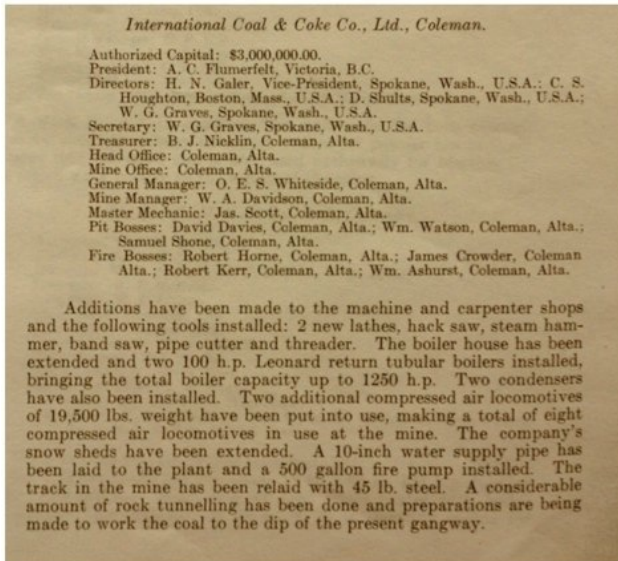 International Coal & Coke Co., Ltd., Coleman.
Authorized Capital: $3,000,000.00.
President: A. C. Flumerfelt, Victoria, B.C.
Directors: H. N. Galer, Vice-President, Spokane, Wash., U.S.A.: C. S.
Houghton, Boston, Mass., U.S.A.; D. Shults, Spokane, Wash., U.S.A.;
W. G. Graves, Spokane, Wash., U.S.A.
Secretary: W. G. Graves, Spokane, Wash., U.S.A.
Treasurer: B. J. Nicklin, Coleman, Alta.
Head Office: Coleman, Alta.
Mine Office: Coleman, Alta.
General Manager: O. E. S. Whiteside, Coleman, Alta.
Mine Manager: W. A. Davidson, Coleman, Alta.
Master Mechanic: Jas. Scott, Coleman, Alta.
Pit Bosses: David Davies, Coleman, Alta.; Wm. Watson, Coleman, Alta.;
Samuel Shone, Coleman, Alta.
Fire Bosses: Robert Horne, Coleman, Alta.; James Crowder, Coleman
Alta.; Robert Kerr, Coleman, Alta.; Wm. Ashurst, Coleman, Alta.
Additions have been made to the machine and carpenter shops
and the following tools installed: 2 new lathes, hack saw, steam ham-
mer, band saw, pipe cutter and threader. The boiler house has been
extended and two 100 h.p. Leonard return tubular boilers installed,
bringing the total boiler capacity up to 1250 h.p. Two condensers
have also been installed. Two additional compressed air locomotives
of 19,500 lbs. weight have been put into use, making a total of eight
compressed air locomotives in use at the mine. The company's
snow sheds have been extended. A 10-inch water supply pipe has
been laid to the plant and a 500 gallon fire pump installed. The
track in the mine has been relaid with 45 lb. steel. A considerable
amount of rock tunnelling has been done and preparations are being
made to work the coal to the dip of the present gangway.